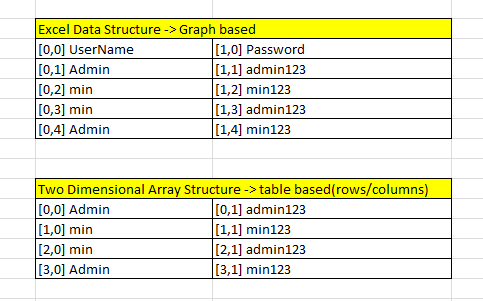 Excel Data Structure -> Graph based
[0,0] UserName [1,0] Password
[0,1] Admin [1,1] admin123
[0,2] min [1,2] min123
[0,3] min [1,3] admin123
[0,4] Admin [1,4] min123
Two Dimensional Array Structure -> table based(rows/columns)
[0,0] Admin [0,1] admin123
[1,0] min [1,1] min123
[2,0] min [2,1] admin123
[3,0] Admin [3,1] min123